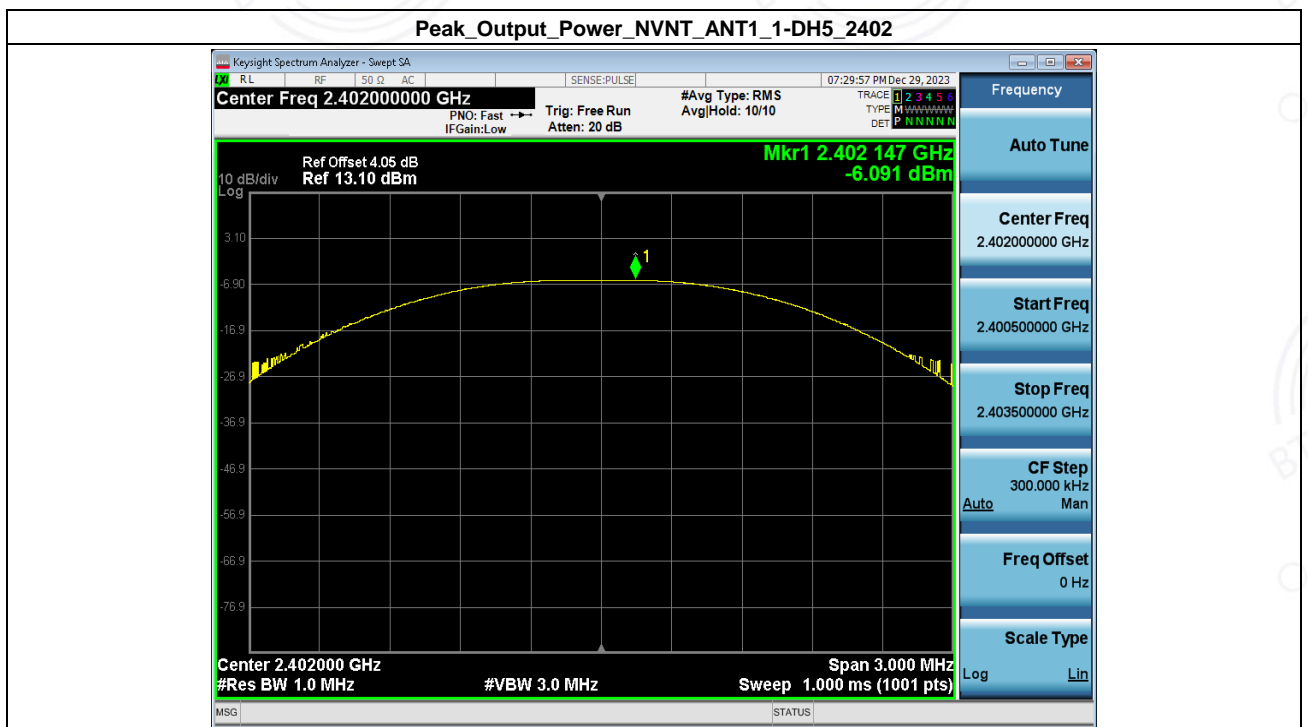 Peak_Output_Power_NVNT_ANT1_1-DH5_2402
Keysight Spectrum Analyzer - Swept SA
LXI RL RF 50 Ω AC SENSE:PULSE 07:29:57 PM Dec 29, 2023
Center Freq 2.402000000 GHz
PNO: Fast
IFGain:Low
Trig: Free Run
Atten: 20 dB
#Avg Type: RMS
Avg|Hold: 10/10
TRACE 1 2 3 4 5 6
TYPE M WWWWW
DET P N N N N N
Mkr1 2.402 147 GHz
-6.091 dBm
Ref Offset 4.05 dB
10 dB/div Ref 13.10 dBm
Log
3.10
1
-6.90
-16.9
-26.9
-36.9
-46.9
-56.9
-66.9
-76.9
Center 2.402000 GHz Span 3.000 MHz
#Res BW 1.0 MHz #VBW 3.0 MHz Sweep 1.000 ms (1001 pts)
MSG STATUS
Frequency
Auto Tune
Center Freq
2.402000000 GHz
Start Freq
2.400500000 GHz
Stop Freq
2.403500000 GHz
CF Step
300.000 kHz
Auto Man
Freq Offset
0 Hz
Scale Type
Log Lin